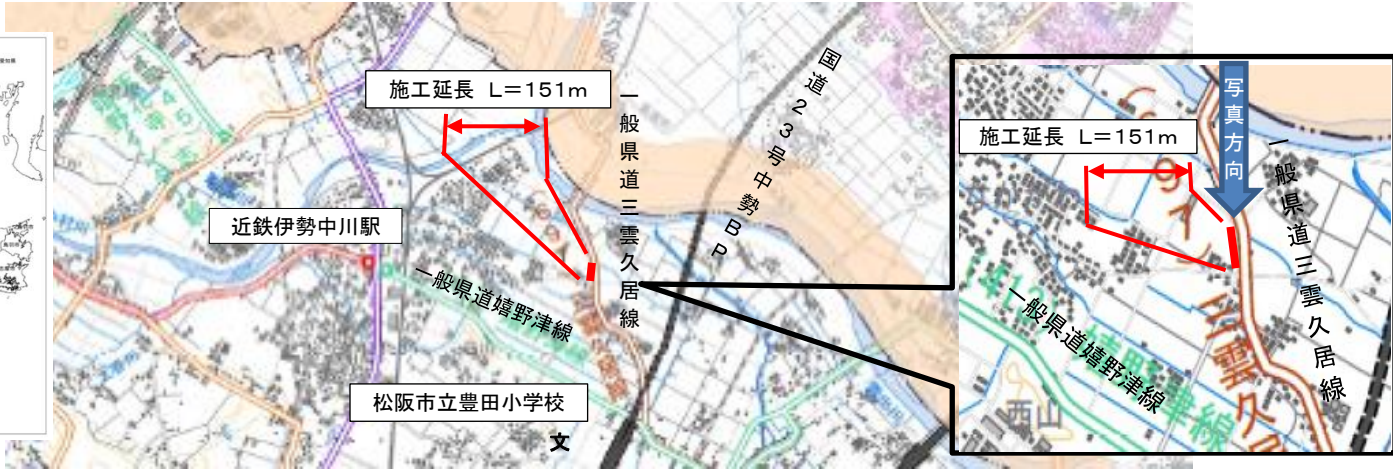 施工延長 L=151m
一般県道三雲久居線
国道23号中勢BP
近鉄伊勢中川駅
一般県道嬉野津線
松阪市立豊田小学校
文
写真方向
施工延長 L=151m
一般県道三雲久居線
一般県道嬉野津線
西山